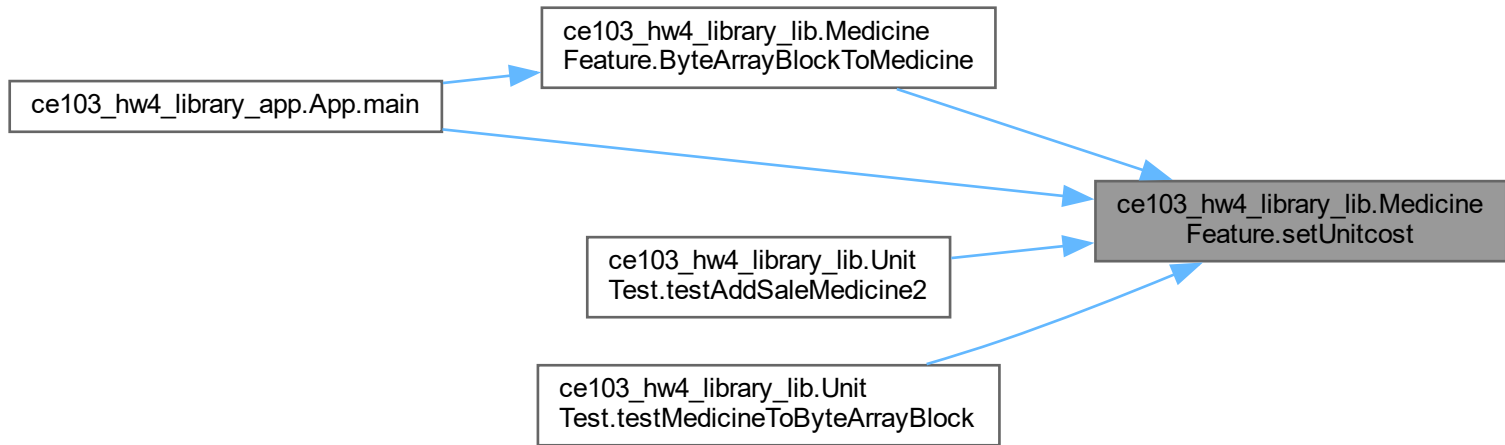 ce103_hw4_library_lib.Medicine
Feature.ByteArrayBlockToMedicine
ce103_hw4_library_app.App.main
ce103_hw4_library_lib.Medicine
Feature.setUnitcost
ce103_hw4_library_lib.Unit
Test.testAddSaleMedicine2
ce103_hw4_library_lib.Unit
Test.testMedicineToByteArrayBlock